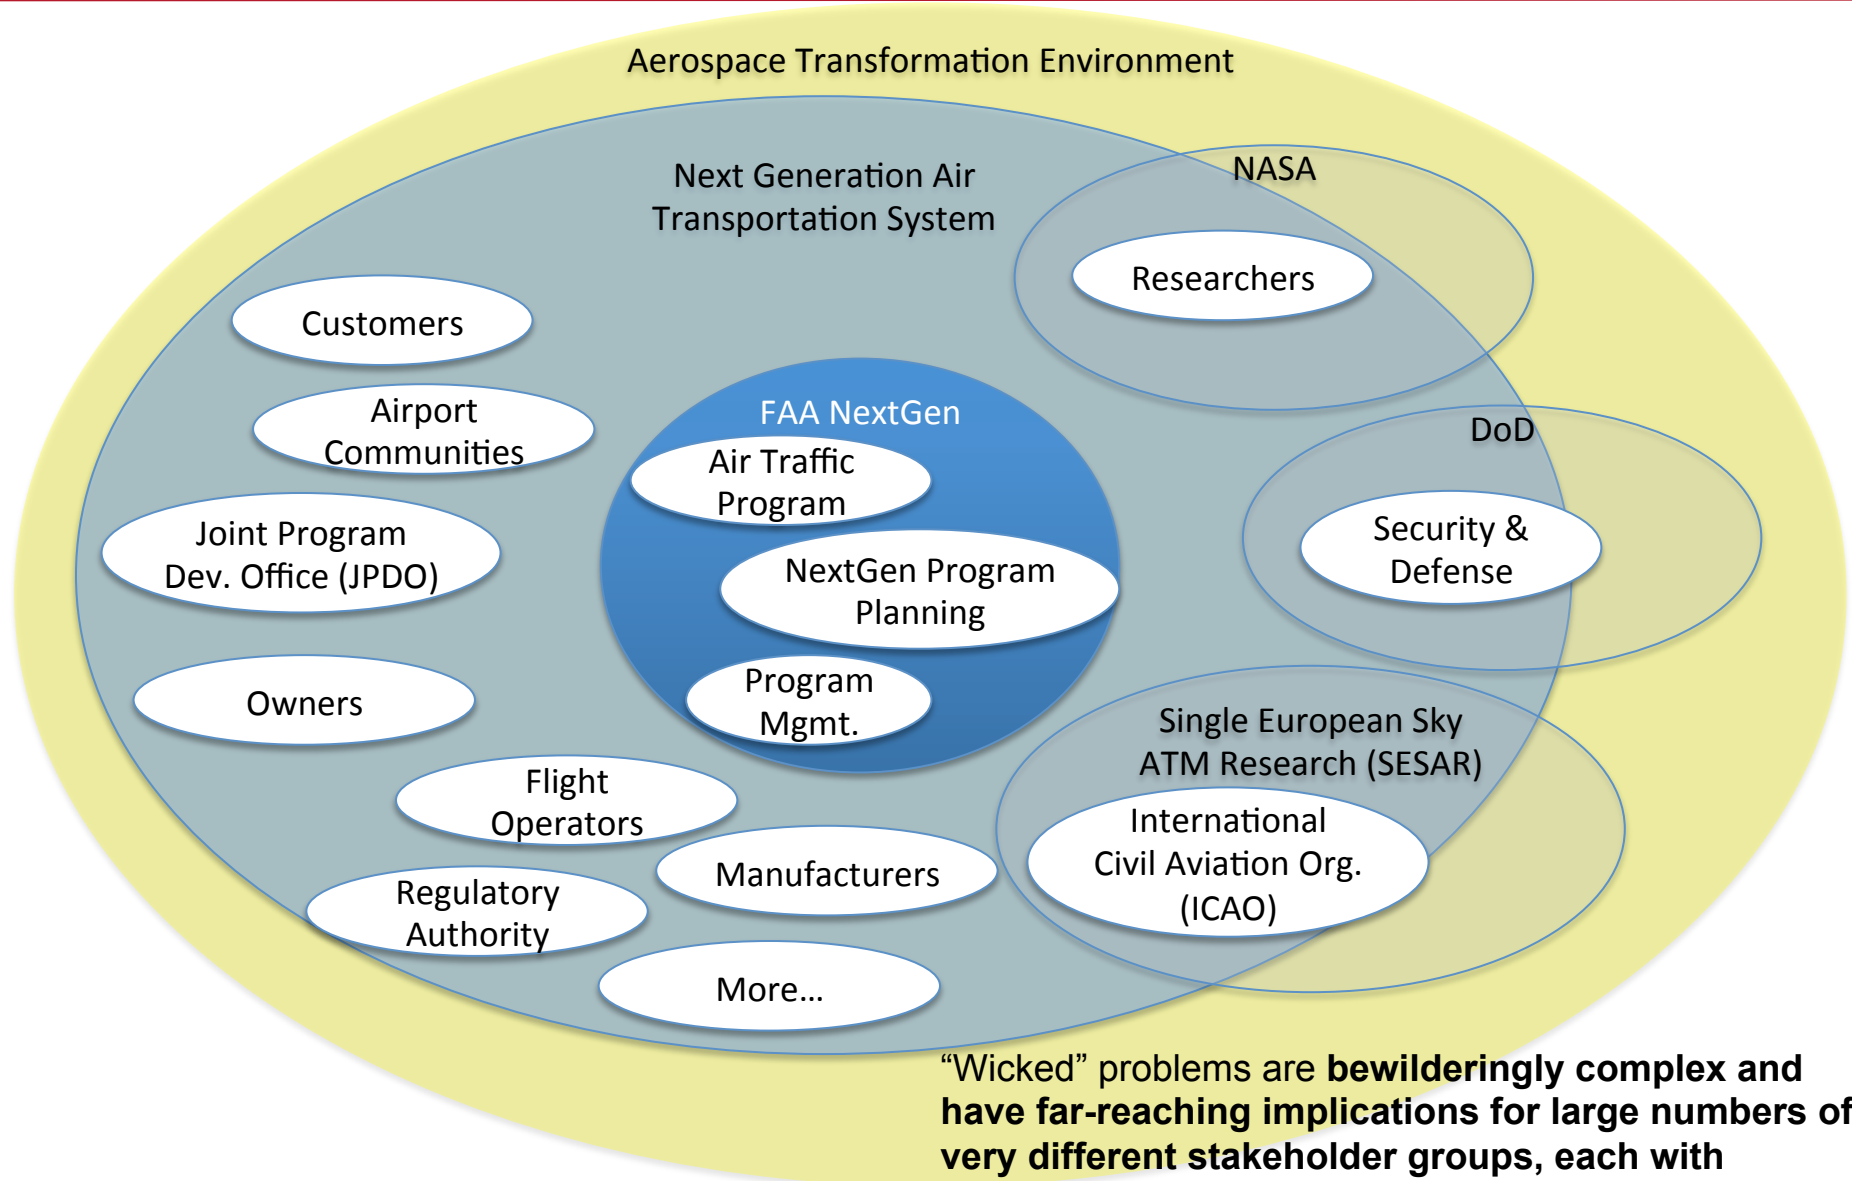 Aerospace Transformation Environment
Next Generation Air
Transportation System
NASA
Researchers
Customers
Airport
Communities
FAA NextGen
Air Traffic
Program
DoD
Joint Program
Dev. Office (JPDO)
NextGen Program
Planning
Security &
Defense
Owners
Program
Mgmt.
Single European Sky
ATM Research (SESAR)
Flight
Operators
International
Civil Aviation Org.
(ICAO)
Manufacturers
Regulatory
Authority
More…
“Wicked” problems are bewilderingly complex and
have far-reaching implications for large numbers of
very different stakeholder groups, each with